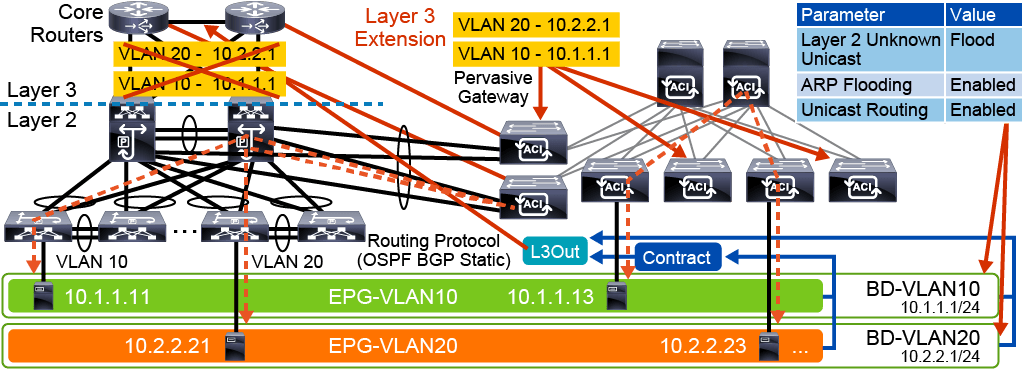 Core
Routers
Layer 3
Extension
VLAN 20 - 10.2.2.1
VLAN 10 - 10.1.1.1
VLAN 20 - 10.2.2.1
VLAN 10 - 10.1.1.1
Pervasive
Gateway
Parameter Value
Layer 2 Unknown Unicast Flood
ARP Flooding Enabled
Unicast Routing Enabled
Layer 3
Layer 2
P
P
ACI
ACI
ACI
ACI
ACI
ACI
ACI
ACI
...
VLAN 10
VLAN 20
Routing Protocol
(OSPF BGP Static)
L3Out
Contract
10.1.1.11
EPG-VLAN10
10.1.1.13
BD-VLAN10
10.1.1.1/24
10.2.2.21
EPG-VLAN20
10.2.2.23
...
BD-VLAN20
10.2.2.1/24